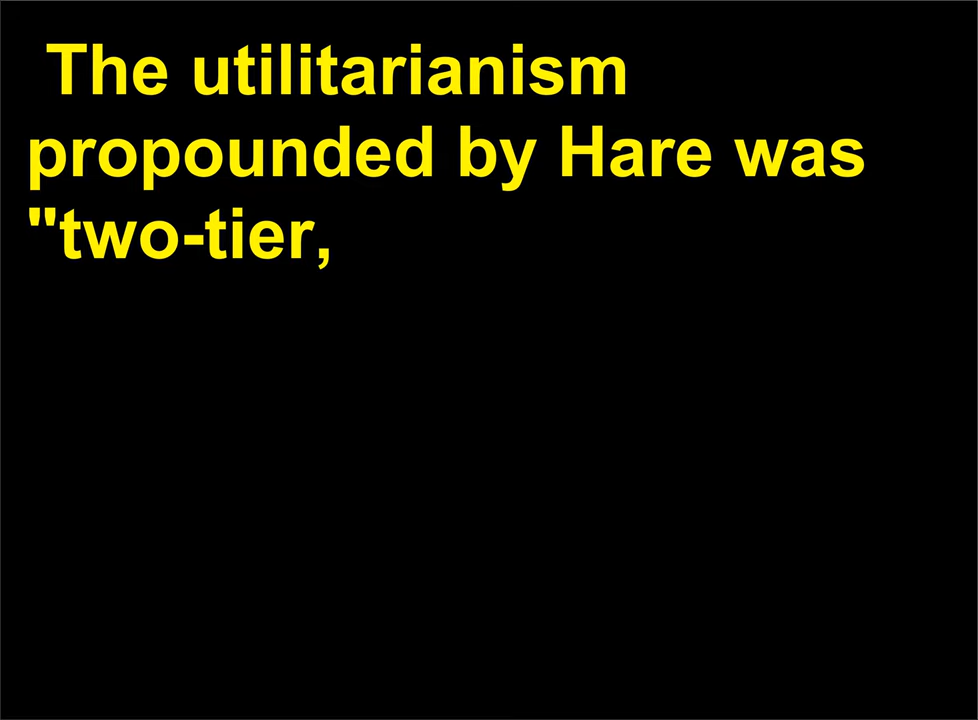 The utilitarianism
propounded by Hare was
"two-tier,